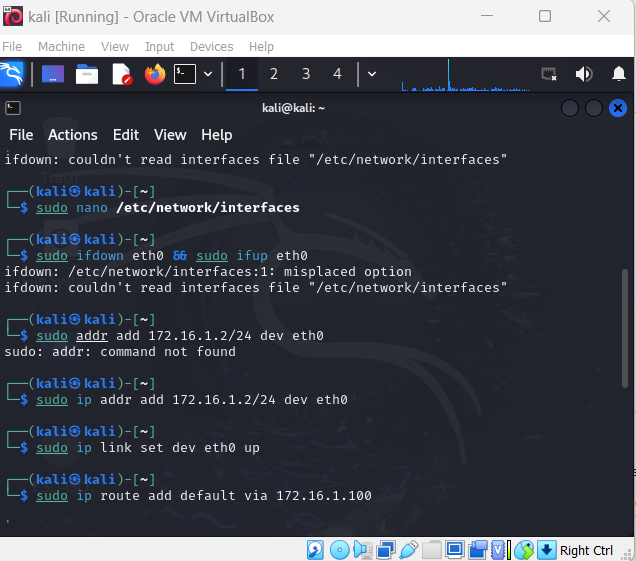 kali [Running] - Oracle VM VirtualBox
File Machine View Input Devices Help
1 2 3 4
kali@kali: ~
File Actions Edit View Help
ifdown: couldn't read interfaces file "/etc/network/interfaces"
┌──(kali㉿kali)-[~]
└─$ sudo nano /etc/network/interfaces
┌──(kali㉿kali)-[~]
└─$ sudo ifdown eth0 && sudo ifup eth0
ifdown: /etc/network/interfaces:1: misplaced option
ifdown: couldn't read interfaces file "/etc/network/interfaces"
┌──(kali㉿kali)-[~]
└─$ sudo addr add 172.16.1.2/24 dev eth0
sudo: addr: command not found
┌──(kali㉿kali)-[~]
└─$ sudo ip addr add 172.16.1.2/24 dev eth0
┌──(kali㉿kali)-[~]
└─$ sudo ip link set dev eth0 up
┌──(kali㉿kali)-[~]
└─$ sudo ip route add default via 172.16.1.100
Right Ctrl